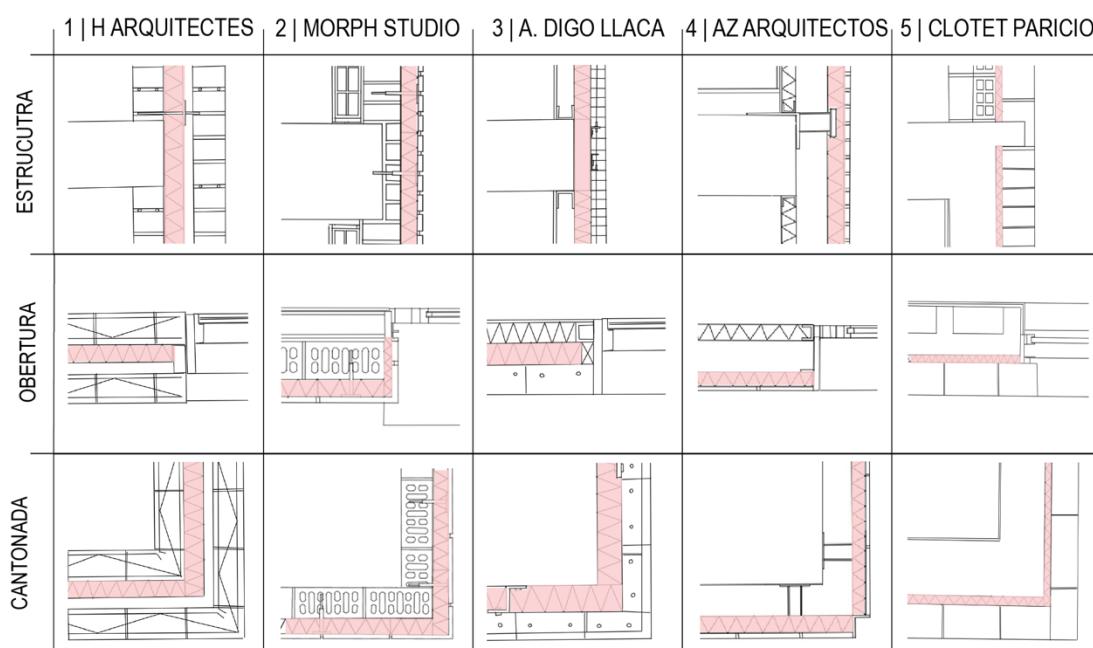 1 | H ARQUITECTES
2 | MORPH STUDIO
3 | A. DIGO LLACA
4 | AZ ARQUITECTOS
5 | CLOTET PARICIO
ESTRUCUTRA
OBERTURA
CANTONADA